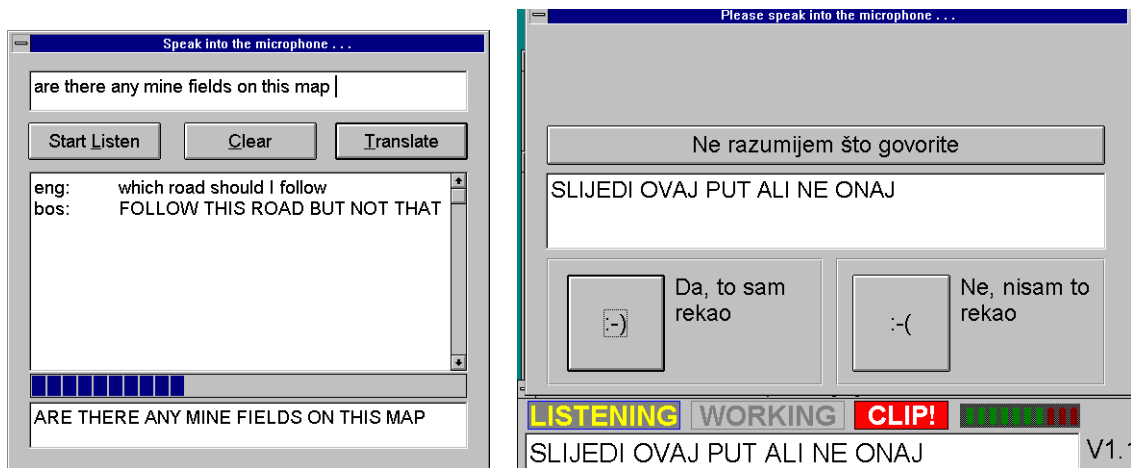 Speak into the microphone . . .
are there any mine fields on this map
Start Listen
Clear
Translate
eng: which road should I follow
bos: FOLLOW THIS ROAD BUT NOT THAT
ARE THERE ANY MINE FIELDS ON THIS MAP
Please speak into the microphone . . .
Ne razumijem što govorite
SLIJEDI OVAJ PUT ALI NE ONAJ
:-)
Da, to sam
rekao
:-(
Ne, nisam to
rekao
LISTENING
WORKING
CLIP!
SLIJEDI OVAJ PUT ALI NE ONAJ